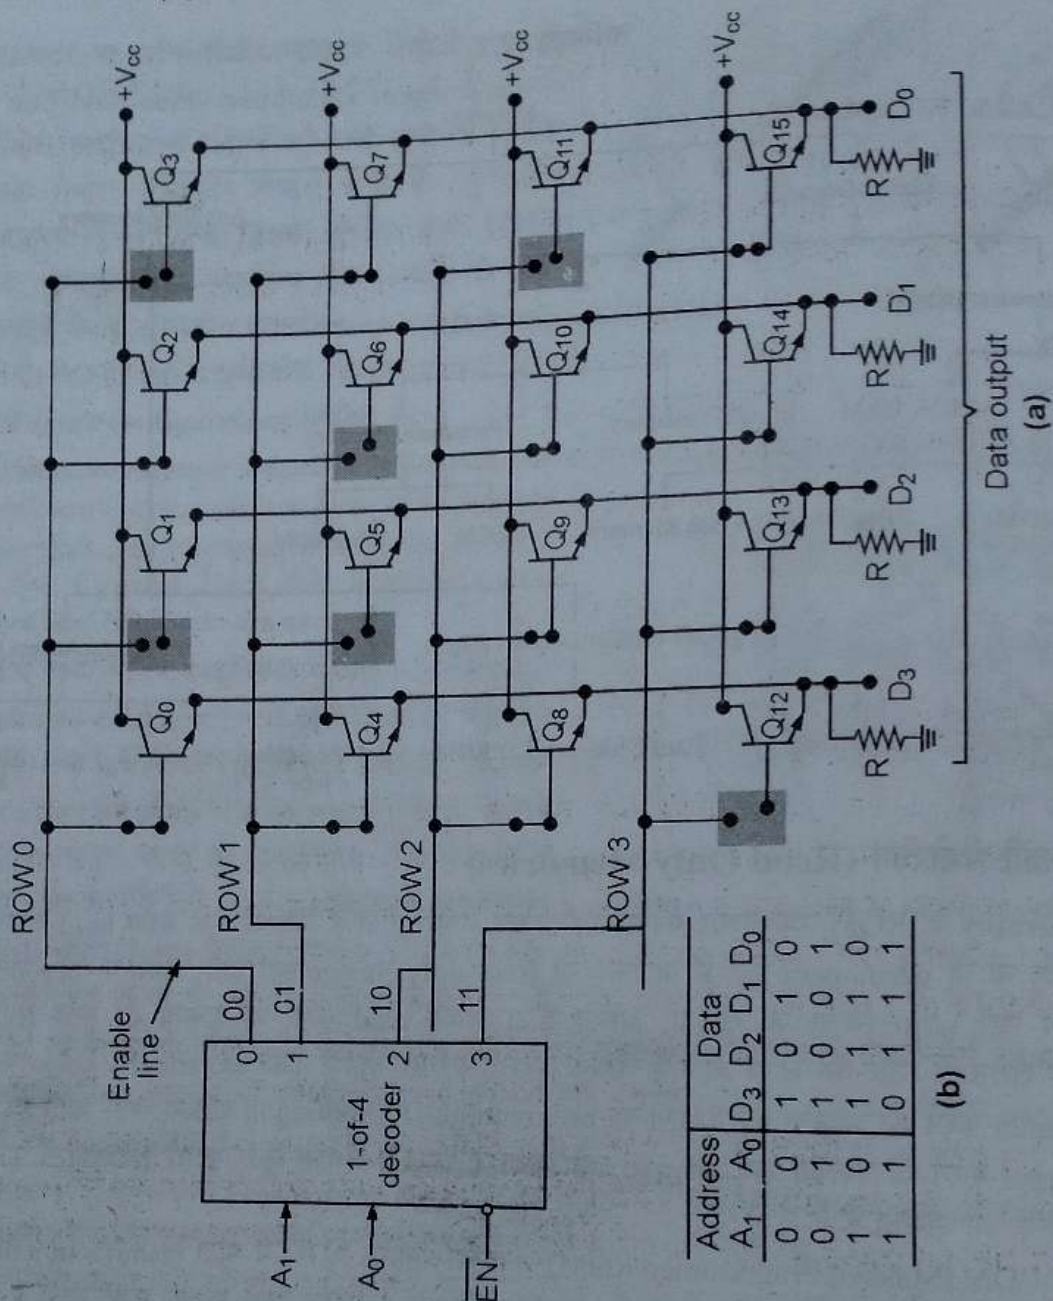 ROW 0
+Vcc
Q0
Q1
Q2
Q3
ROW 1
+Vcc
Q4
Q5
Q6
Q7
ROW 2
+Vcc
Q8
Q9
Q10
Q11
ROW 3
+Vcc
Q12
Q13
Q14
Q15
R
R
R
R
D3
D2
D1
D0
Data output
(a)
Enable
line
00
01
10
11
0
1
2
3
1-of-4
decoder
A1
A0
EN
Address Data
A1 A0 D3 D2 D1 D0
0 0 1 0 1 0
0 1 1 0 0 1
1 0 1 1 1 0
1 1 0 1 1 1
(b)